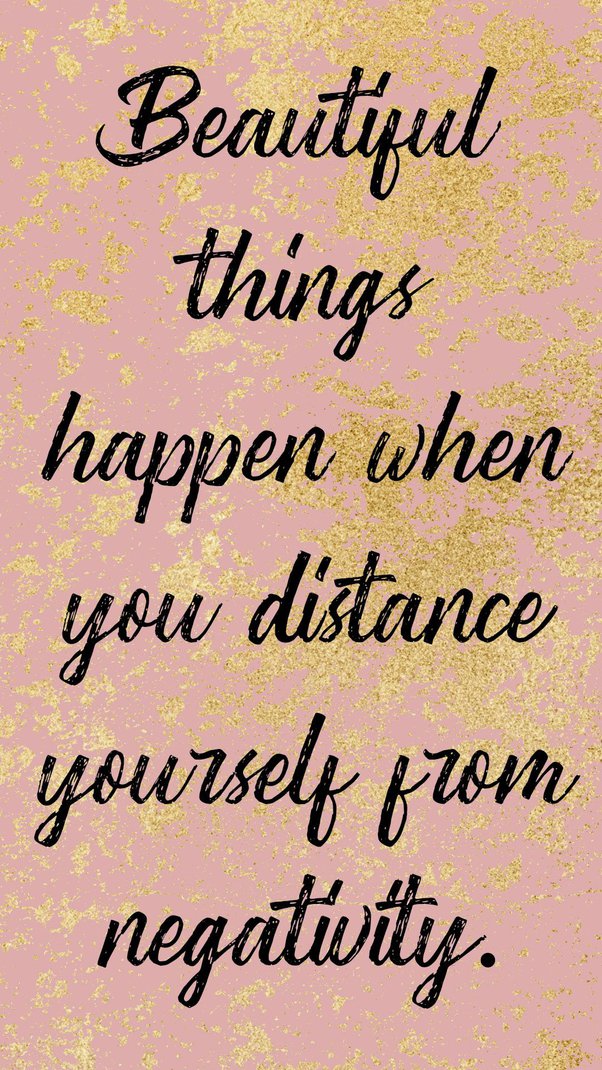 Beautiful
things
happen when
you distance
yourself from
negativity.